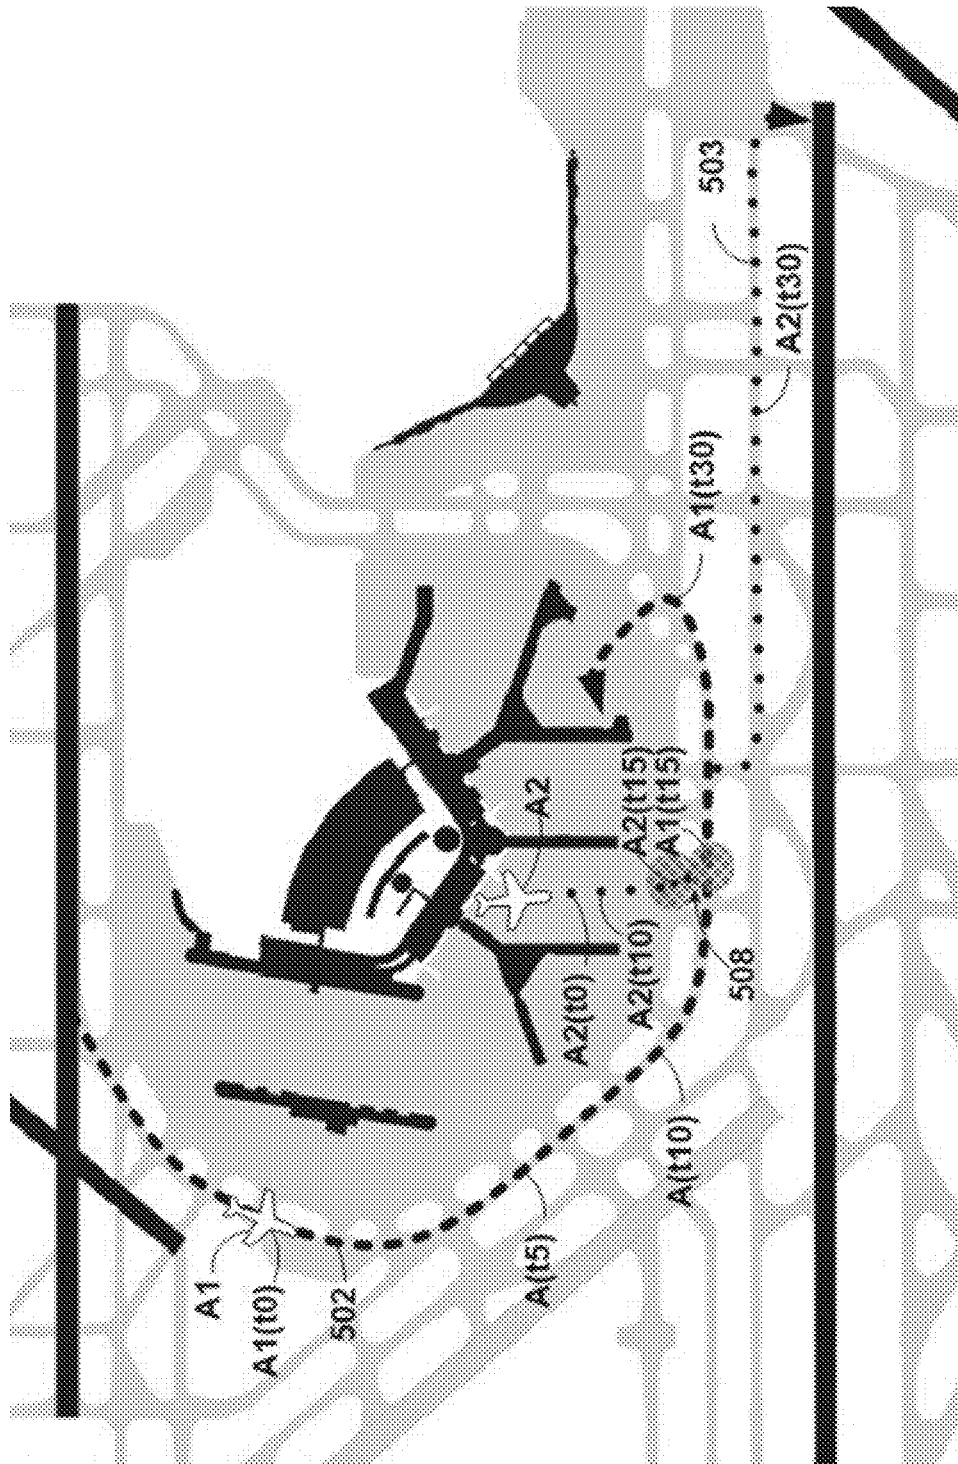 A1
A1(t0)
502
A(t5)
A(t10)
508
A2(t0)
A2(t10)
A2
A2(t15)
A1(t15)
A1(t30)
A2(t30)
503